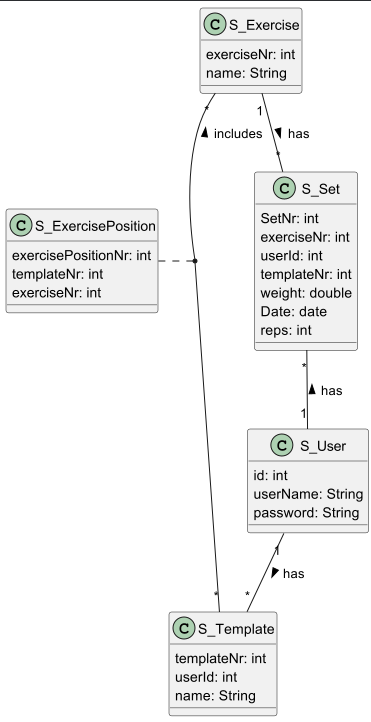 C S_Exercise
exerciseNr: int
name: String
* 1
includes
has
*
C S_ExercisePosition
exercisePositionNr: int
templateNr: int
exerciseNr: int
C S_Set
SetNr: int
exerciseNr: int
userId: int
templateNr: int
weight: double
Date: date
reps: int
*
has
1
C S_User
id: int
userName: String
password: String
1
has
* *
C S_Template
templateNr: int
userId: int
name: String